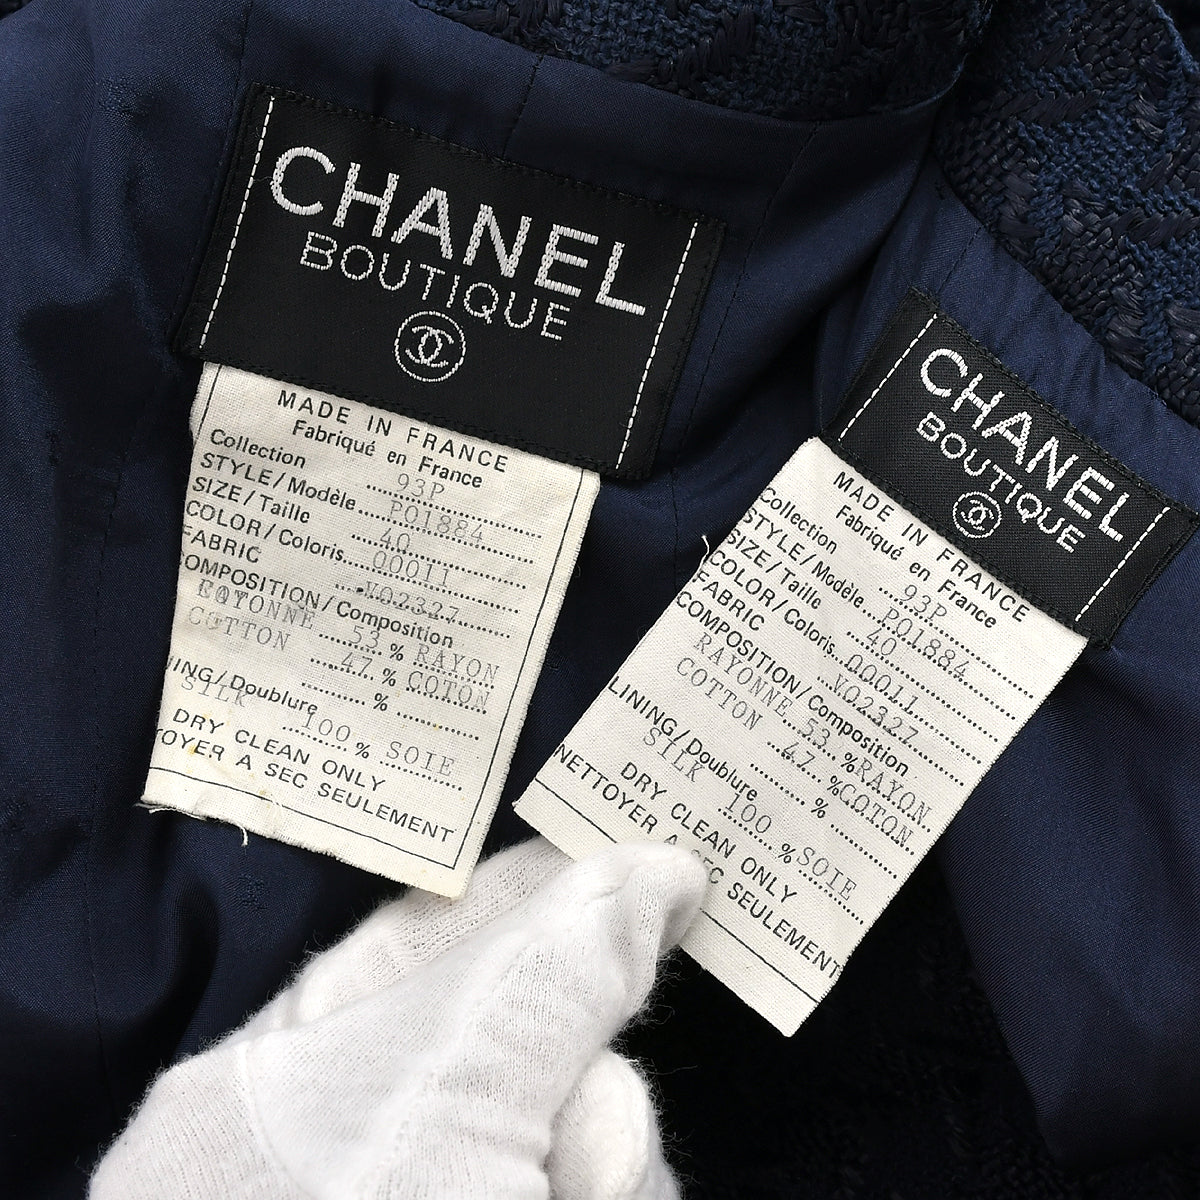 CHANEL
BOUTIQUE
MADE IN FRANCE
Fabriqué en France
Collection 93P
STYLE/Modèle P01884
SIZE/Taille 40
COLOR/Coloris 00011
FABRIC V02327
COMPOSITION/Composition
RAYONNE 53 % RAYON
COTTON 47 % COTON
%
LINING/Doublure
SILK 100 % SOIE
DRY CLEAN ONLY
TOYER A SEC SEULEMENT
CHANEL
BOUTIQUE
MADE IN FRANCE
Fabriqué en France
Collection 93P
STYLE/Modèle P01884
SIZE/Taille 40
COLOR/Coloris 00011
FABRIC V02327
COMPOSITION/Composition
RAYONNE 53 % RAYON
COTTON 47 % COTON
%
LINING/Doublure
SILK 100 % SOIE
DRY CLEAN ONLY
NETTOYER A SEC SEULEMENT